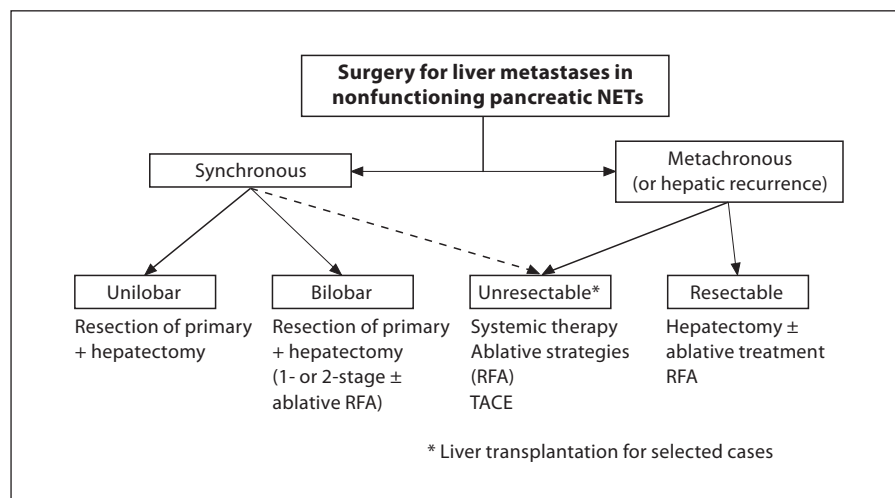 Surgery for liver metastases in
nonfunctioning pancreatic NETs
Synchronous
Metachronous
(or hepatic recurrence)
Unilobar
Resection of primary
+ hepatectomy
Bilobar
Resection of primary
+ hepatectomy
(1- or 2-stage ±
ablative RFA)
Unresectable*
Systemic therapy
Ablative strategies
(RFA)
TACE
Resectable
Hepatectomy ±
ablative treatment
RFA
* Liver transplantation for selected cases